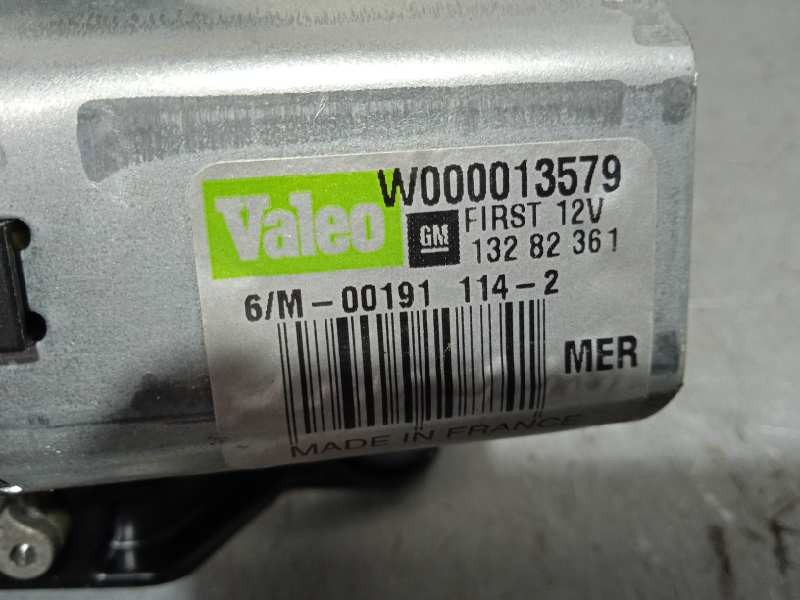 Valeo W000013579
GM FIRST 12V
132 82 361
6/M-00191 114-2
MER
MADE IN FRANCE